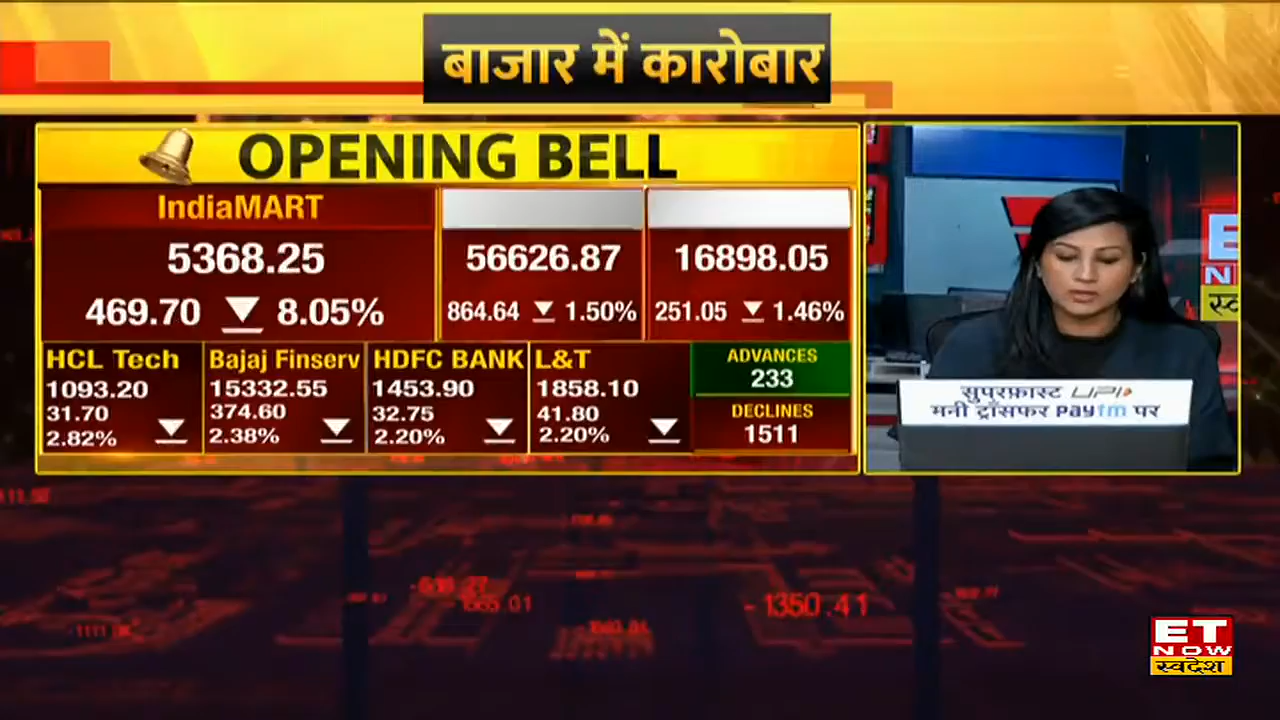 बाजार में कारोबार
OPENING BELL
IndiaMART
5368.25
469.70 8.05%
56626.87
864.64 1.50%
16898.05
251.05 1.46%
HCL Tech
1093.20
31.70
2.82%
Bajaj Finserv
15332.55
374.60
2.38%
HDFC BANK
1453.90
32.75
2.20%
L&T
1858.10
41.80
2.20%
ADVANCES
233
DECLINES
1511
सुपरफ़ास्ट UPI
मनी ट्राँसफर paytm पर
E
N
स्व
-1350.41
ET
NOW
स्वदेश